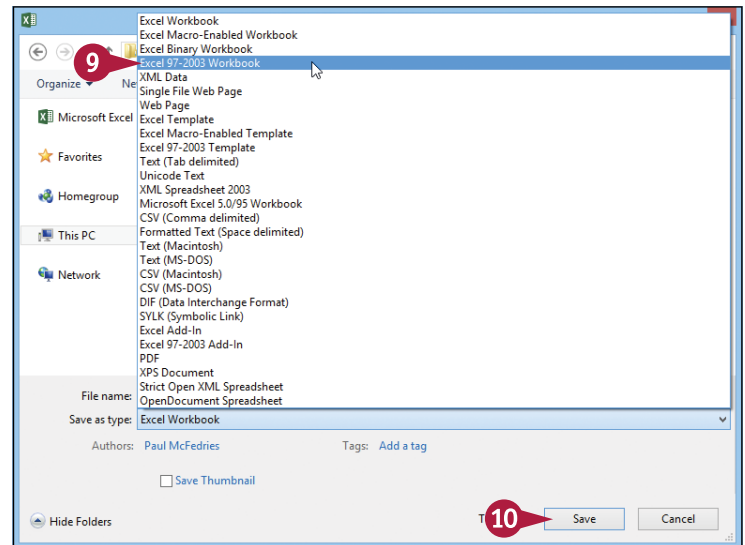 Excel Workbook
Excel Macro-Enabled Workbook
Excel Binary Workbook
9
Excel 97-2003 Workbook
XML Data
Organize
Single File Web Page
Web Page
Microsoft Excel
Excel Template
Excel Macro-Enabled Template
Excel 97-2003 Template
Favorites
Text (Tab delimited)
Unicode Text
XML Spreadsheet 2003
Homegroup
Microsoft Excel 5.0/95 Workbook
CSV (Comma delimited)
Formatted Text (Space delimited)
This PC
Text (Macintosh)
Text (MS-DOS)
Network
CSV (Macintosh)
CSV (MS-DOS)
DIF (Data Interchange Format)
SYLK (Symbolic Link)
Excel Add-In
Excel 97-2003 Add-In
PDF
XPS Document
Strict Open XML Spreadsheet
File name:
OpenDocument Spreadsheet
Save as type: Excel Workbook
Authors: Paul McFedries Tags: Add a tag
Save Thumbnail
Hide Folders 10 Save Cancel